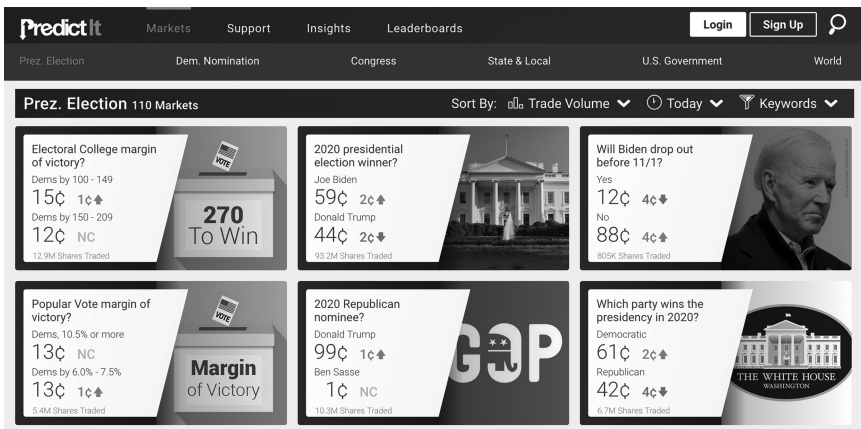 PredictIt
Markets
Support
Insights
Leaderboards
Login
Sign Up
Prez. Election
Dem. Nomination
Congress
State & Local
U.S. Government
World
Prez. Election 110 Markets
Sort By: Trade Volume
Today
Keywords
Electoral College margin
of victory?
Dems by 100 - 149
15¢ 1¢
Dems by 150 - 209
12¢ NC
12.9M Shares Traded
VOTE
270
To Win
2020 presidential
election winner?
Joe Biden
59¢ 2¢
Donald Trump
44¢ 2¢
93.2M Shares Traded
Will Biden drop out
before 11/1?
Yes
12¢ 4¢
No
88¢ 4¢
805K Shares Traded
Popular Vote margin of
victory?
Dems, 10.5% or more
13¢ NC
Dems by 6.0% - 7.5%
13¢ 1¢
5.4M Shares Traded
VOTE
Margin
of Victory
2020 Republican
nominee?
Donald Trump
99¢ 1¢
Ben Sasse
1¢ NC
10.3M Shares Traded
GOP
Which party wins the
presidency in 2020?
Democratic
61¢ 2¢
Republican
42¢ 4¢
6.7M Shares Traded
THE WHITE HOUSE
WASHINGTON